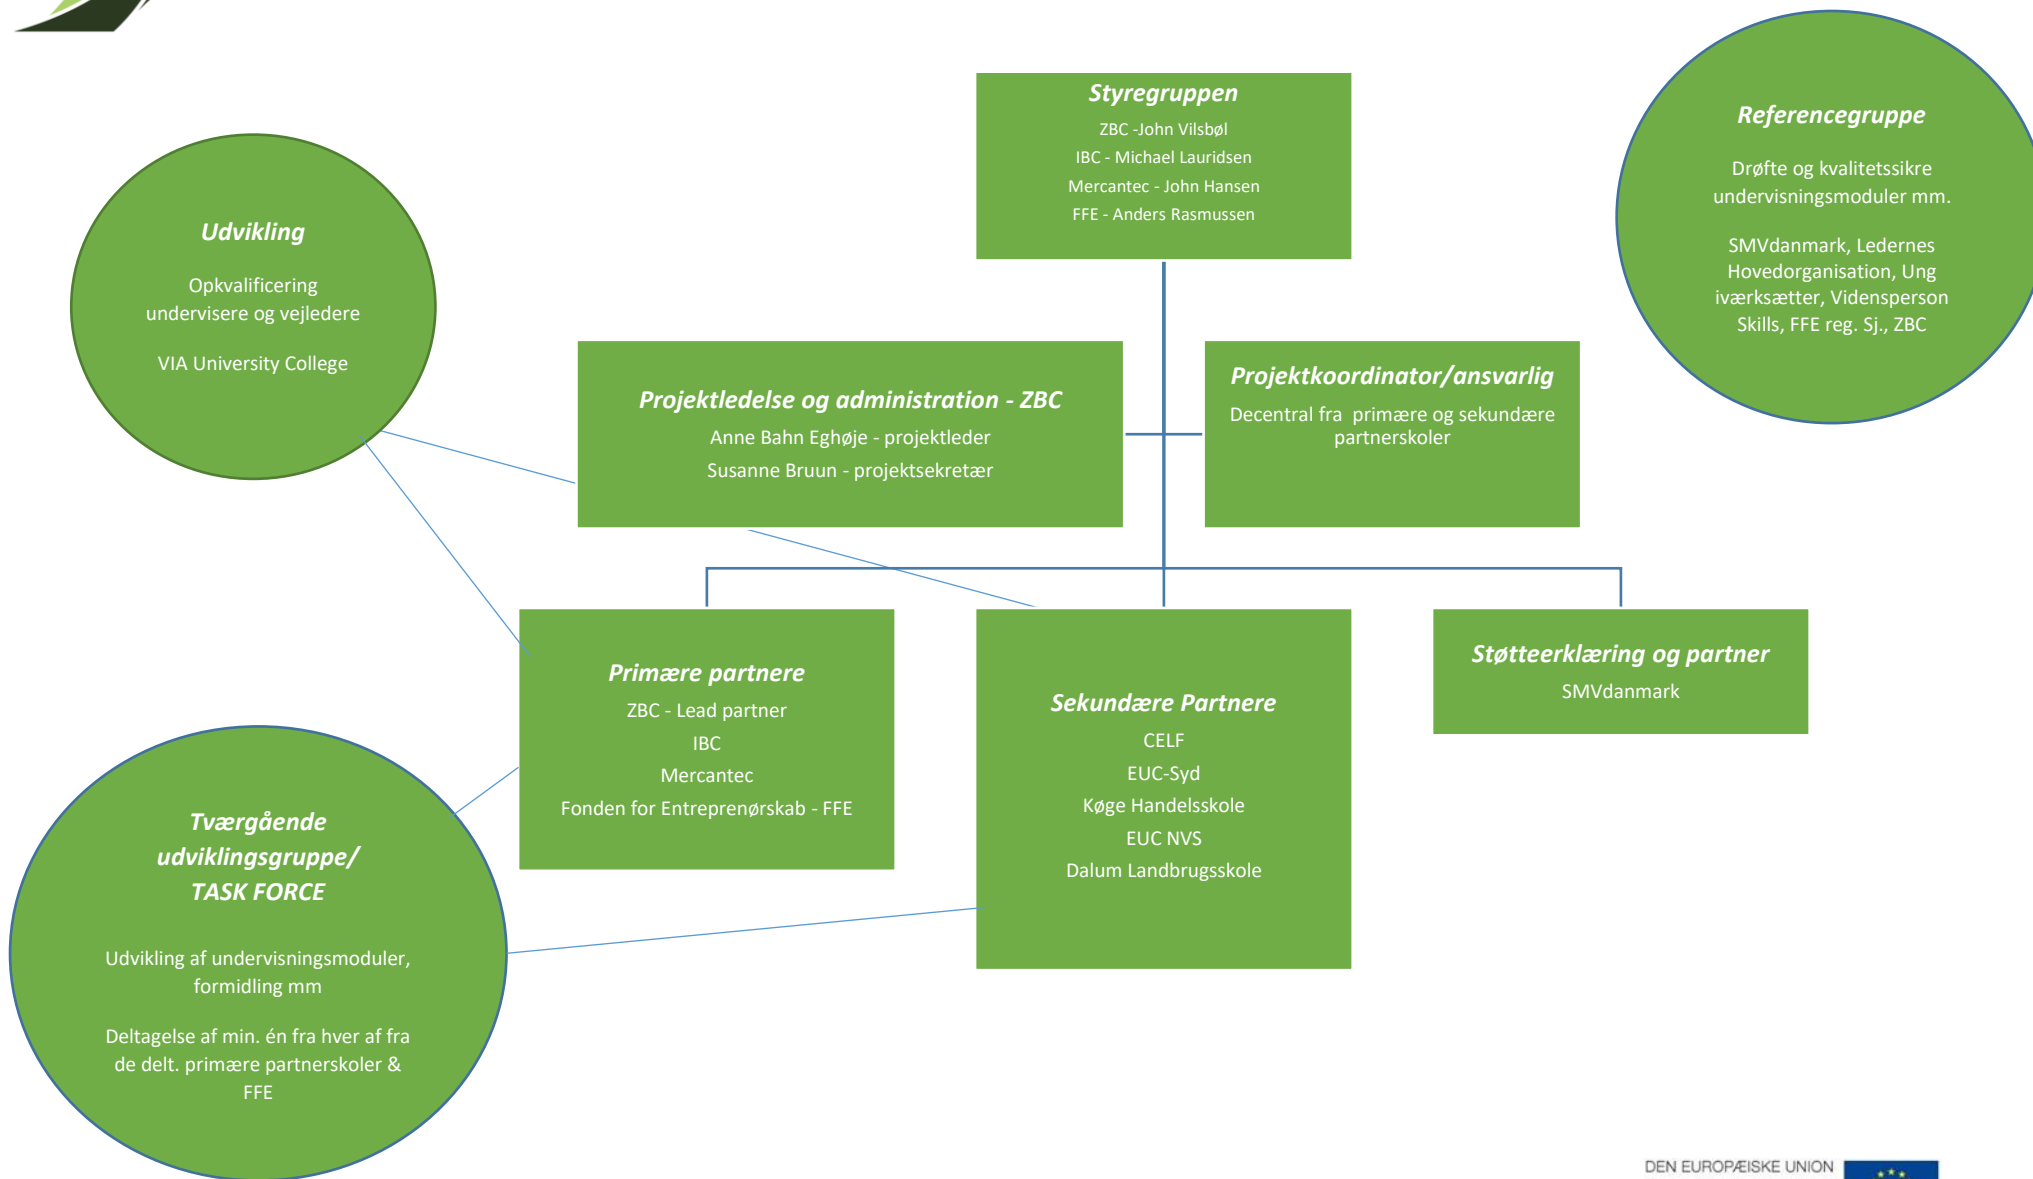 Styregruppen
ZBC -John Vilsbøl
IBC - Michael Lauridsen
Mercantec - John Hansen
FFE - Anders Rasmussen
Referencegruppe
Drøfte og kvalitetssikre
undervisningsmoduler mm.
SMVdanmark, Ledernes
Hovedorganisation, Ung
iværksætter, Vidensperson
Skills, FFE reg. Sj., ZBC
Udvikling
Opkvalificering
undervisere og vejledere
VIA University College
Projektledelse og administration - ZBC
Anne Bahn Eghøje - projektleder
Susanne Bruun - projektsekretær
Projektkoordinator/ansvarlig
Decentral fra  primære og sekundære
partnerskoler
Primære partnere
ZBC - Lead partner
IBC
Mercantec
Fonden for Entreprenørskab - FFE
Sekundære Partnere
CELF
EUC-Syd
Køge Handelsskole
EUC NVS
Dalum Landbrugsskole
Støtteerklæring og partner
SMVdanmark
Tværgående
udviklingsgruppe/
TASK FORCE
Udvikling af undervisningsmoduler,
formidling mm
Deltagelse af min. én fra hver af fra
de delt. primære partnerskoler &
FFE
DEN EUROPÆISKE UNION